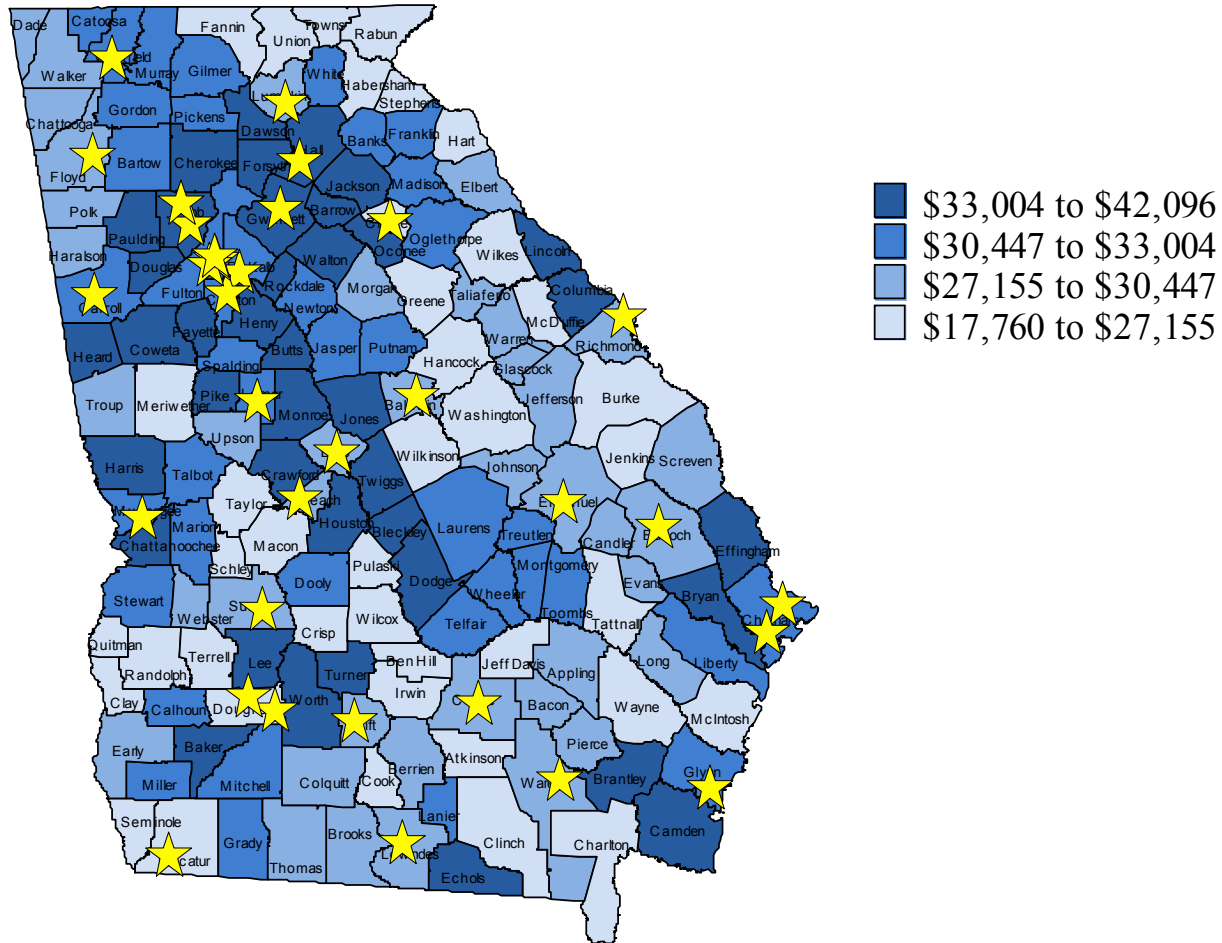 Dade
Catoosa
Fannin
Towns
Rabun
Union
Walker
Murray
Gilmer
White
Habersham
Stephens
Gordon
Pickens
Dawson
Chattooga
Banks
Franklin
Hart
Floyd
Bartow
Cherokee
Forsyth
Jackson
Madison
Elbert
Polk
Paulding
Barrow
Oconee
Oglethorpe
Wilkes
Lincoln
Haralson
Douglas
Walton
Fulton
Rockdale
Morgan
Greene
Taliaferro
Columbia
Newton
McDuffie
Fayette
Henry
Warren
Richmond
Heard
Coweta
Butts
Jasper
Putnam
Hancock
Glascock
Spalding
Troup
Meriwether
Pike
Monroe
Jones
Washington
Jefferson
Burke
Upson
Wilkinson
Jenkins
Screven
Harris
Talbot
Crawford
Twiggs
Johnson
Taylor
Houston
Bleckley
Laurens
Treutlen
Candler
Marion
Chattahoochee
Macon
Effingham
Schley
Pulaski
Dodge
Montgomery
Evans
Bryan
Stewart
Webster
Dooly
Wheeler
Toombs
Tattnall
Crisp
Wilcox
Telfair
Quitman
Terrell
Lee
Turner
Ben Hill
Jeff Davis
Appling
Long
Liberty
Randolph
Clay
Calhoun
Worth
Irwin
Bacon
Wayne
McIntosh
Early
Baker
Atkinson
Pierce
Miller
Mitchell
Colquitt
Cook
Berrien
Brantley
Glynn
Seminole
Grady
Thomas
Brooks
Lanier
Clinch
Charlton
Camden
Echols
$33,004 to $42,096
$30,447 to $33,004
$27,155 to $30,447
$17,760 to $27,155